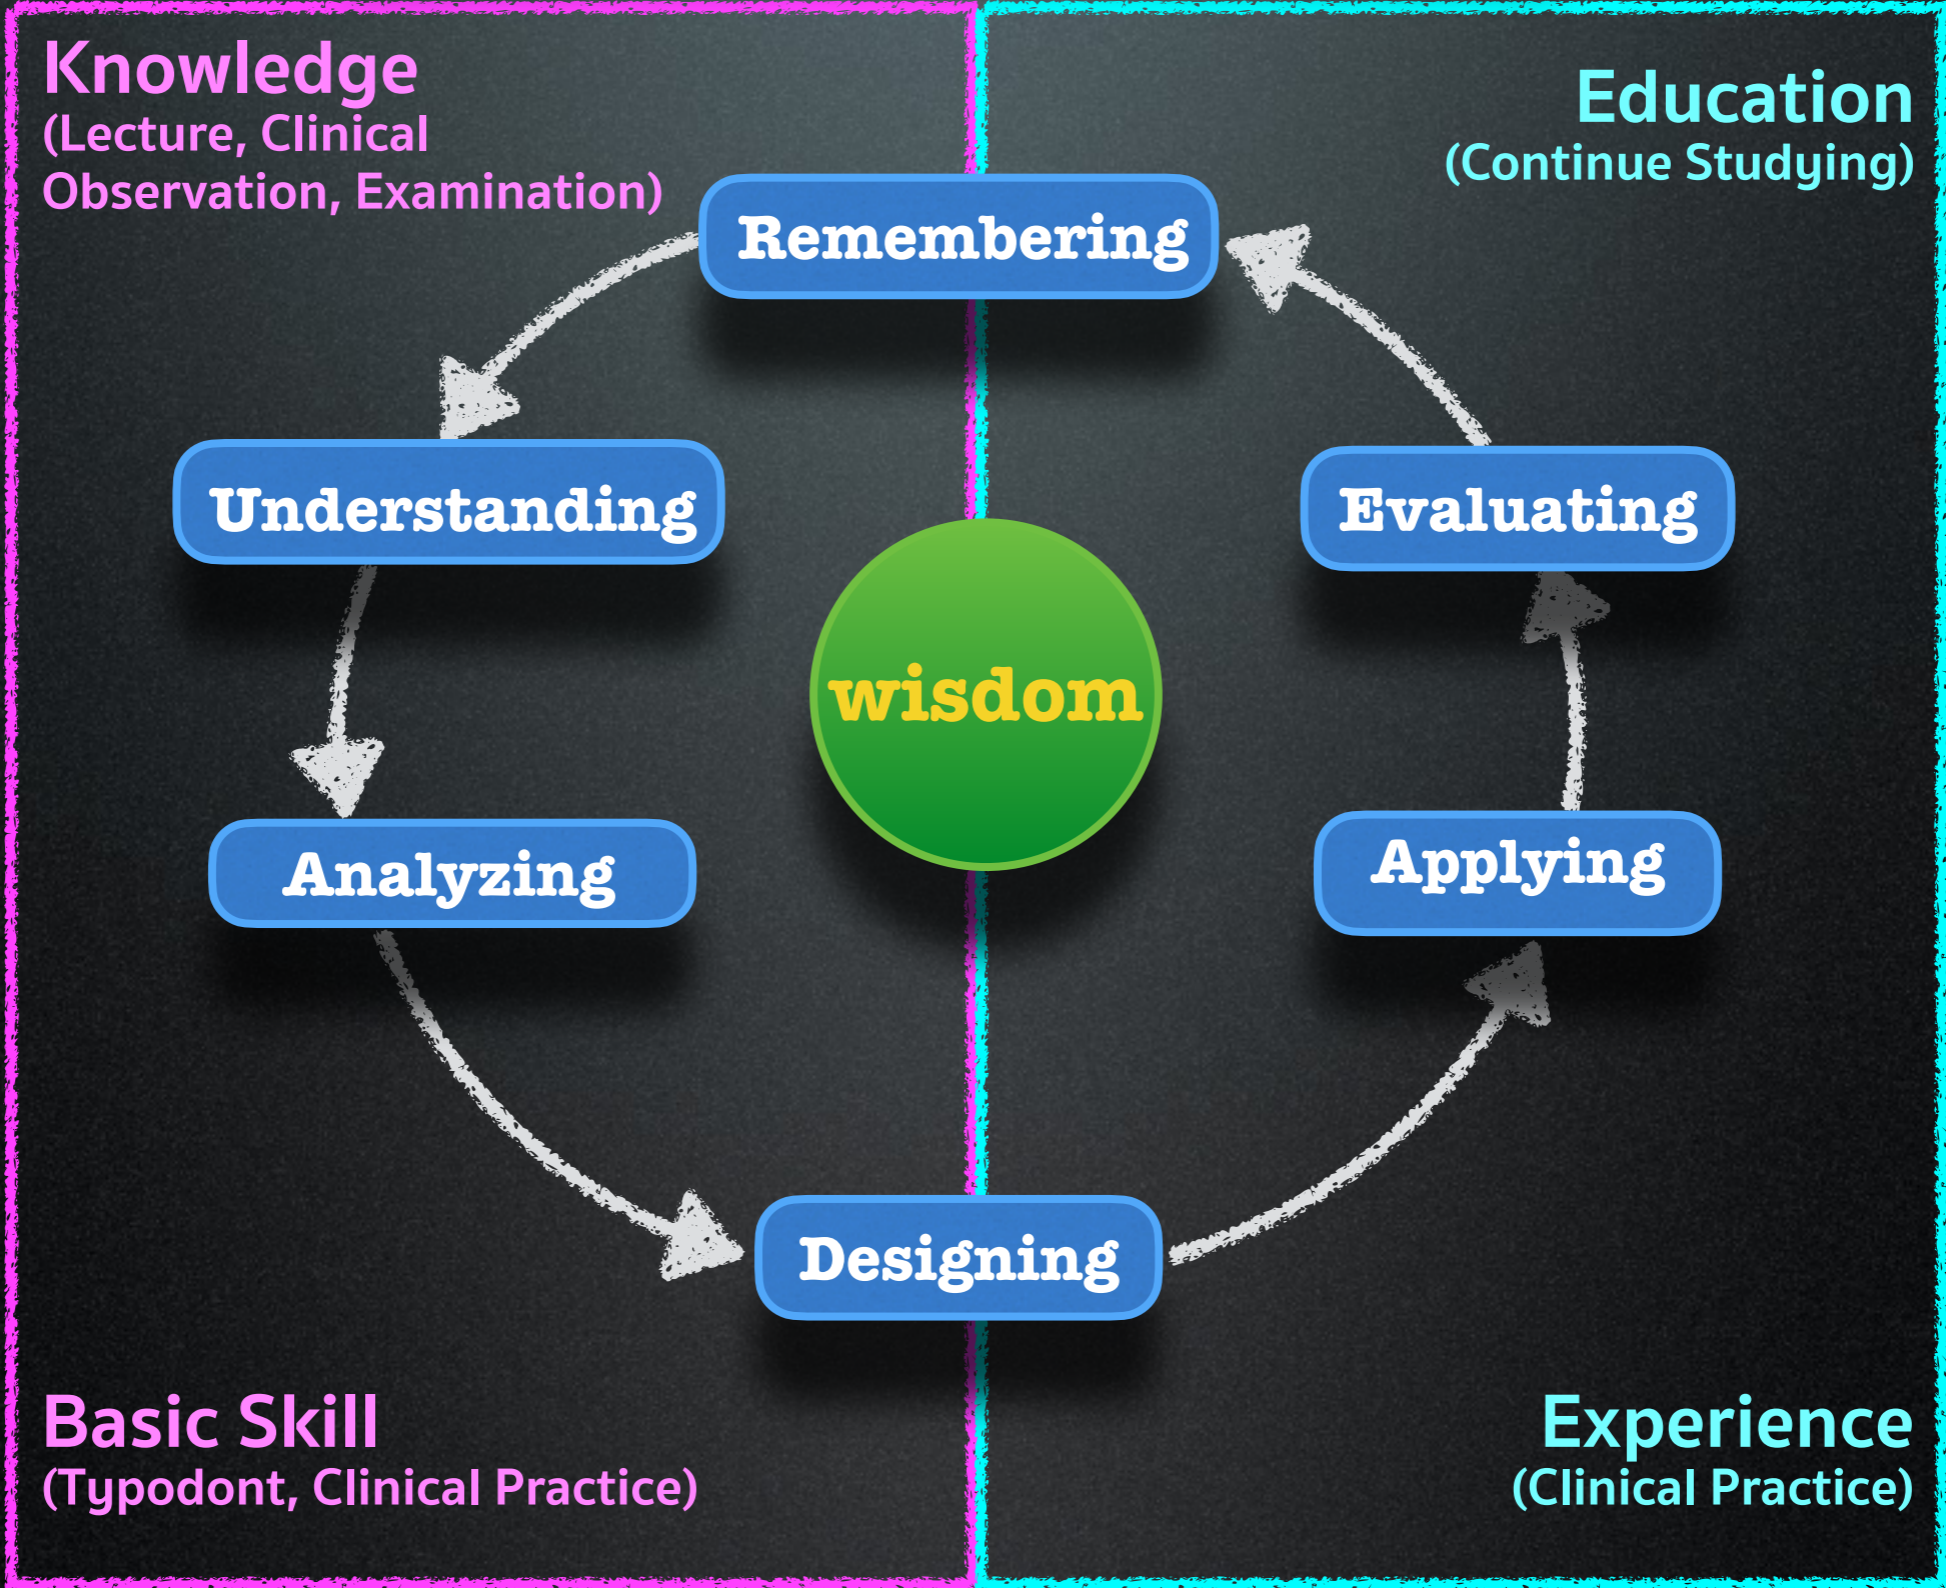 Knowledge
(Lecture, Clinical
Observation, Examination)
Education
(Continue Studying)
Remembering
Understanding
Evaluating
wisdom
Analyzing
Applying
Designing
Basic Skill
(Typodont, Clinical Practice)
Experience
(Clinical Practice)